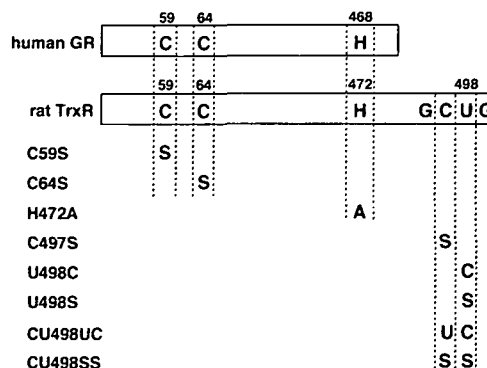 59 64 468
human GR C C H
59 64 472 498
rat TrxR C C H G C U G
C59S S
C64S S
H472A A
C497S S
U498C C
U498S S
CU498UC U C
CU498SS S S